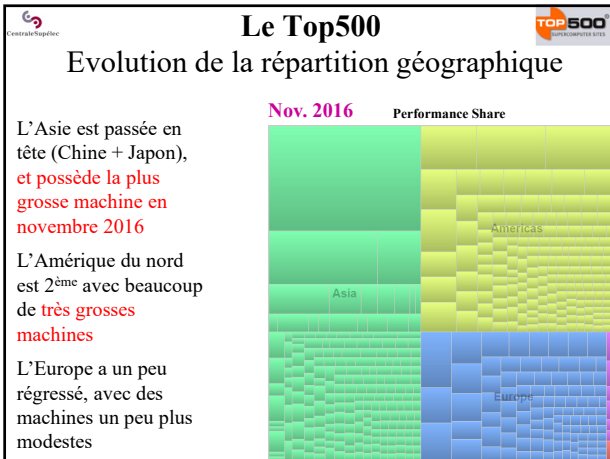 CentraleSupélec
Le Top500
TOP500
SUPERCOMPUTER SITES
Evolution de la répartition géographique
Nov. 2016
Performance Share
L'Asie est passée en
tête (Chine + Japon),
et possède la plus
grosse machine en
novembre 2016
L'Amérique du nord
est 2ème avec beaucoup
de très grosses
machines
L'Europe a un peu
régressé, avec des
machines un peu plus
modestes
Americas
Asia
Europe